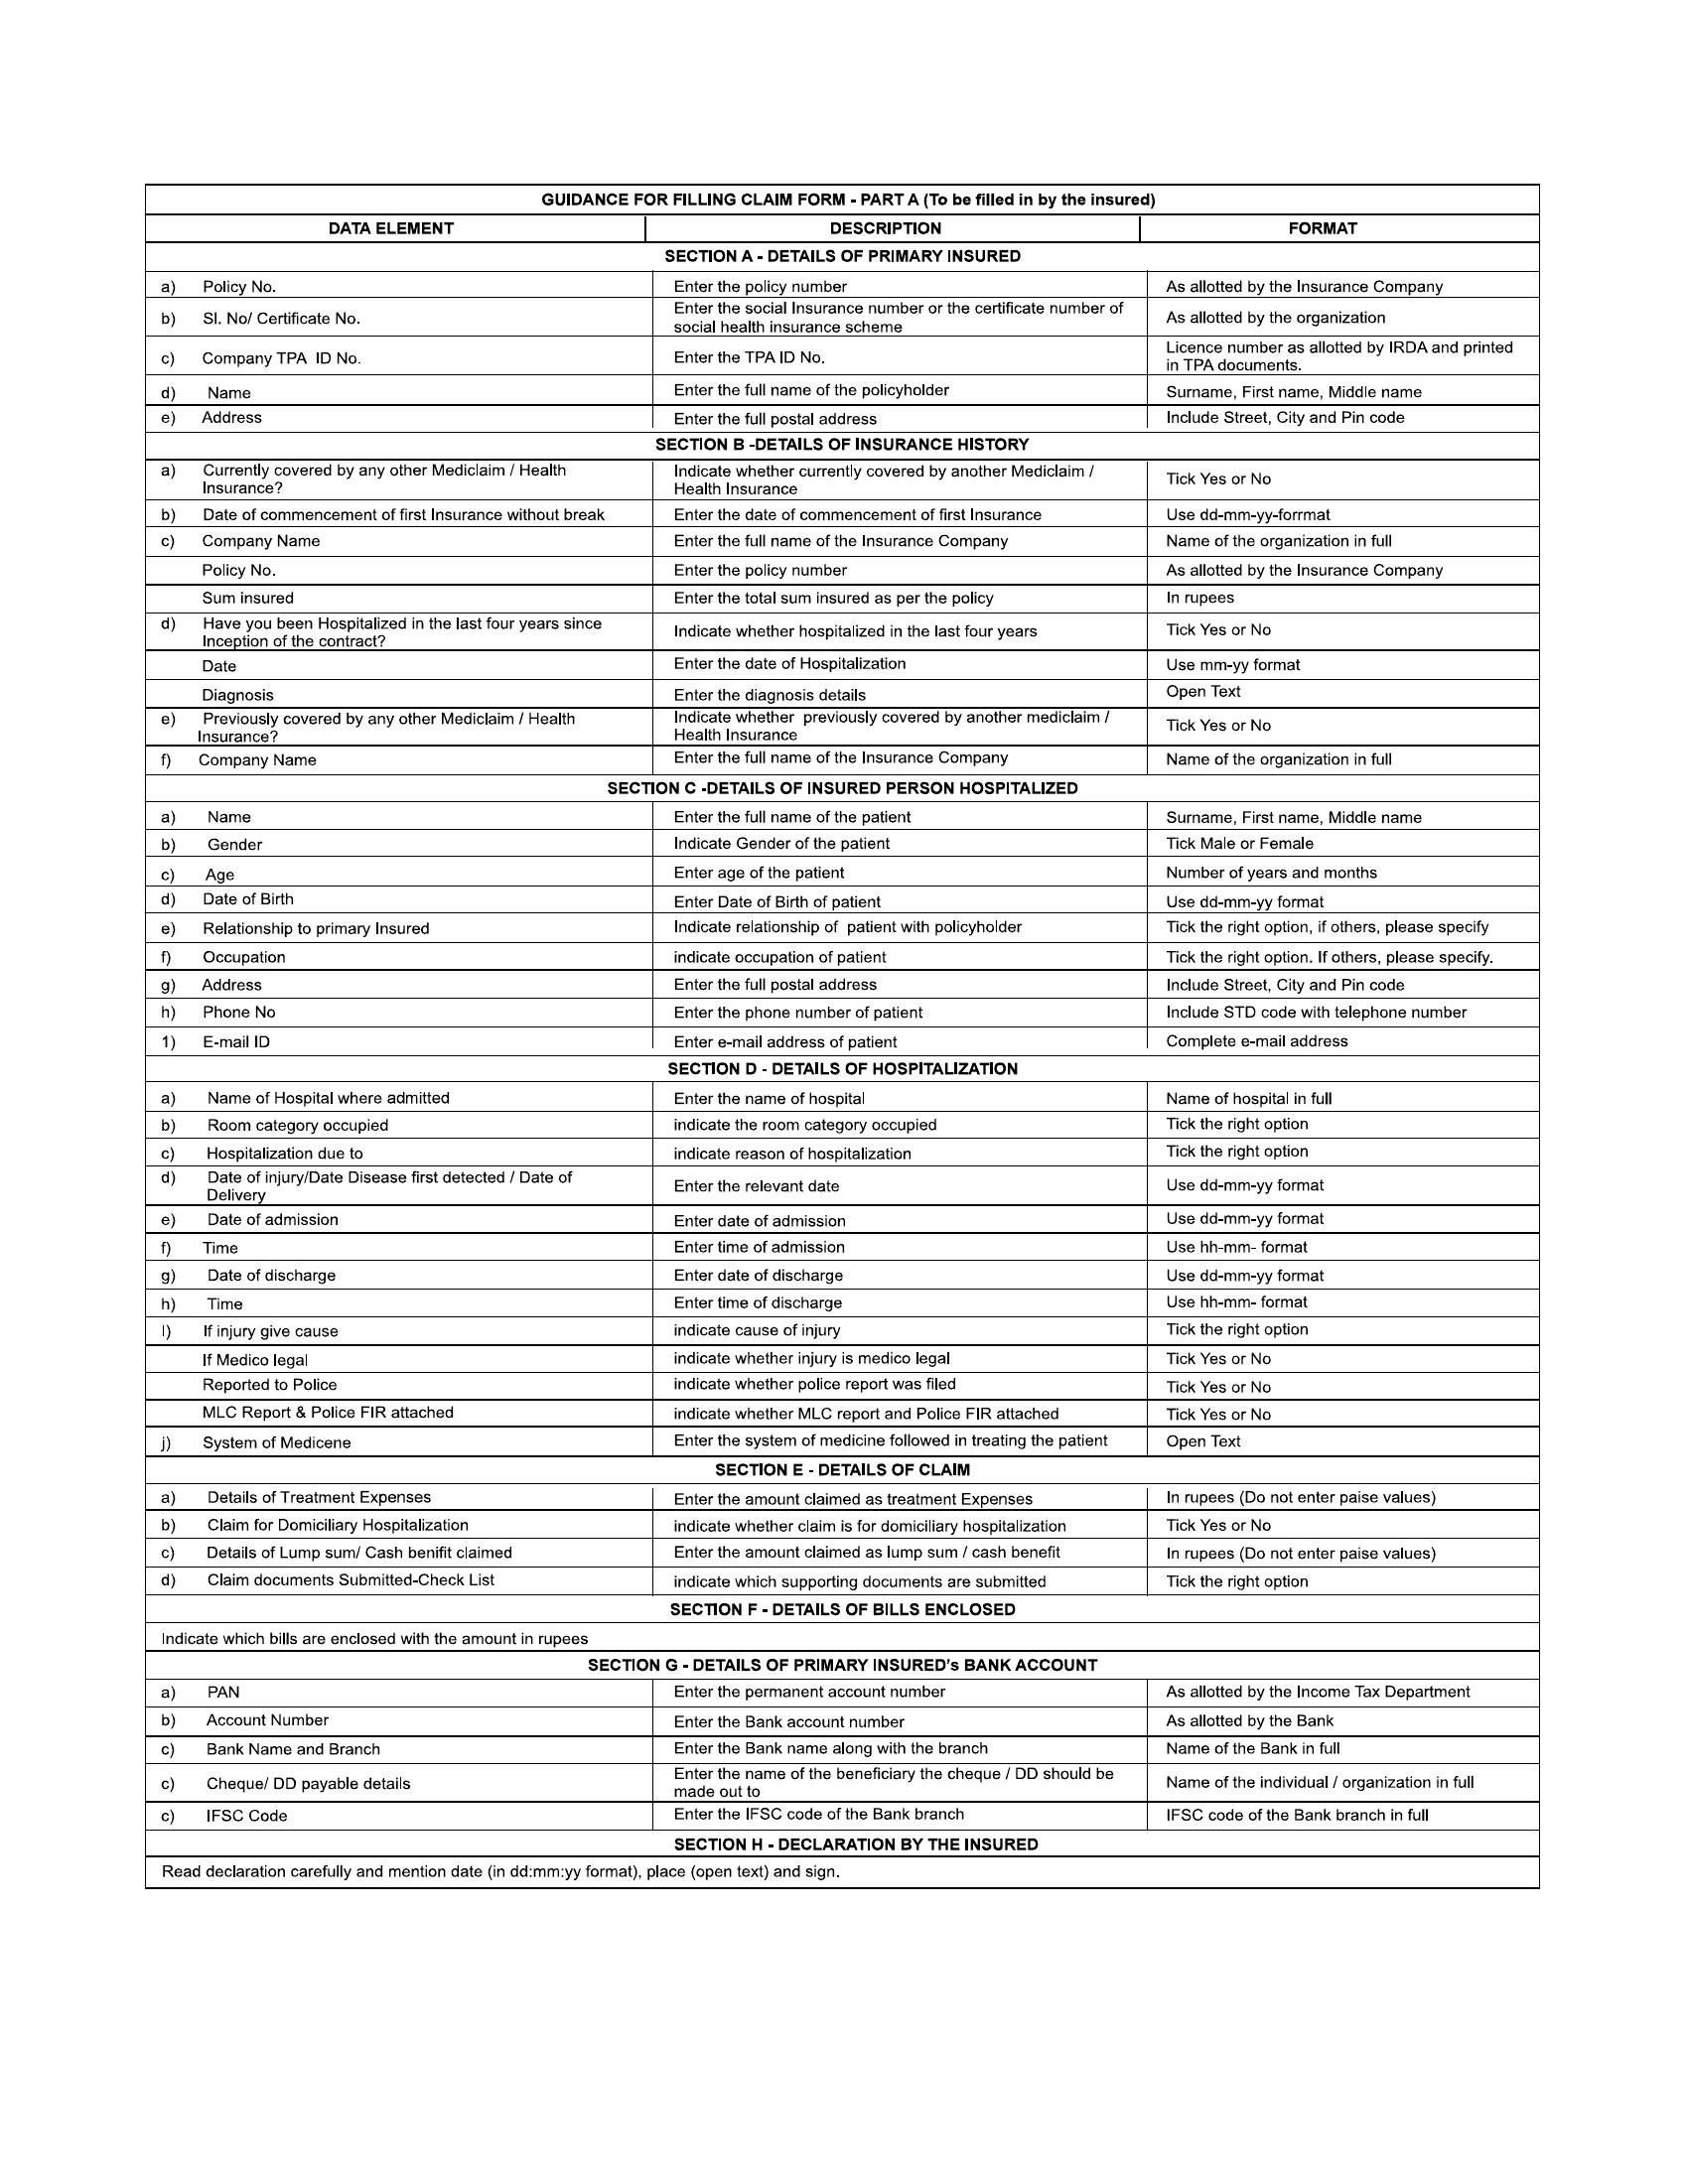 GUIDANCE FOR FILLING CLAIM FORM - PART A (To be filled in by the insured)
DATA ELEMENT DESCRIPTION FORMAT
SECTION A - DETAILS OF PRIMARY INSURED
a) Policy No. Enter the policy number As allotted by the Insurance Company
b) Sl. No/ Certificate No. Enter the social Insurance number or the certificate number of
social health insurance scheme As allotted by the organization
c) Company TPA ID No. Enter the TPA ID No. Licence number as allotted by IRDA and printed
in TPA documents.
d) Name Enter the full name of the policyholder Surname, First name, Middle name
e) Address Enter the full postal address Include Street, City and Pin code
SECTION B -DETAILS OF INSURANCE HISTORY
a) Currently covered by any other Mediclaim / Health
Insurance? Indicate whether currently covered by another Mediclaim /
Health Insurance Tick Yes or No
b) Date of commencement of first Insurance without break Enter the date of commencement of first Insurance Use dd-mm-yy-forrmat
c) Company Name Enter the full name of the Insurance Company Name of the organization in full
Policy No. Enter the policy number As allotted by the Insurance Company
Sum insured Enter the total sum insured as per the policy In rupees
d) Have you been Hospitalized in the last four years since
Inception of the contract? Indicate whether hospitalized in the last four years Tick Yes or No
Date Enter the date of Hospitalization Use mm-yy format
Diagnosis Enter the diagnosis details Open Text
e) Previously covered by any other Mediclaim / Health
Insurance? Indicate whether previously covered by another mediclaim /
Health Insurance Tick Yes or No
f) Company Name Enter the full name of the Insurance Company Name of the organization in full
SECTION C -DETAILS OF INSURED PERSON HOSPITALIZED
a) Name Enter the full name of the patient Surname, First name, Middle name
b) Gender Indicate Gender of the patient Tick Male or Female
c) Age Enter age of the patient Number of years and months
d) Date of Birth Enter Date of Birth of patient Use dd-mm-yy format
e) Relationship to primary Insured Indicate relationship of patient with policyholder Tick the right option, if others, please specify
f) Occupation indicate occupation of patient Tick the right option. If others, please specify.
g) Address Enter the full postal address Include Street, City and Pin code
h) Phone No Enter the phone number of patient Include STD code with telephone number
1) E-mail ID Enter e-mail address of patient Complete e-mail address
SECTION D - DETAILS OF HOSPITALIZATION
a) Name of Hospital where admitted Enter the name of hospital Name of hospital in full
b) Room category occupied indicate the room category occupied Tick the right option
c) Hospitalization due to indicate reason of hospitalization Tick the right option
d) Date of injury/Date Disease first detected / Date of
Delivery Enter the relevant date Use dd-mm-yy format
e) Date of admission Enter date of admission Use dd-mm-yy format
f) Time Enter time of admission Use hh-mm- format
g) Date of discharge Enter date of discharge Use dd-mm-yy format
h) Time Enter time of discharge Use hh-mm- format
I) If injury give cause indicate cause of injury Tick the right option
If Medico legal indicate whether injury is medico legal Tick Yes or No
Reported to Police indicate whether police report was filed Tick Yes or No
MLC Report & Police FIR attached indicate whether MLC report and Police FIR attached Tick Yes or No
j) System of Medicene Enter the system of medicine followed in treating the patient Open Text
SECTION E - DETAILS OF CLAIM
a) Details of Treatment Expenses Enter the amount claimed as treatment Expenses In rupees (Do not enter paise values)
b) Claim for Domiciliary Hospitalization indicate whether claim is for domiciliary hospitalization Tick Yes or No
c) Details of Lump sum/ Cash benifit claimed Enter the amount claimed as lump sum / cash benefit In rupees (Do not enter paise values)
d) Claim documents Submitted-Check List indicate which supporting documents are submitted Tick the right option
SECTION F - DETAILS OF BILLS ENCLOSED
Indicate which bills are enclosed with the amount in rupees
SECTION G - DETAILS OF PRIMARY INSURED's BANK ACCOUNT
a) PAN Enter the permanent account number As allotted by the Income Tax Department
b) Account Number Enter the Bank account number As allotted by the Bank
c) Bank Name and Branch Enter the Bank name along with the branch Name of the Bank in full
c) Cheque/ DD payable details Enter the name of the beneficiary the cheque / DD should be
made out to Name of the individual / organization in full
c) IFSC Code Enter the IFSC code of the Bank branch IFSC code of the Bank branch in full
SECTION H - DECLARATION BY THE INSURED
Read declaration carefully and mention date (in dd:mm:yy format), place (open text) and sign.